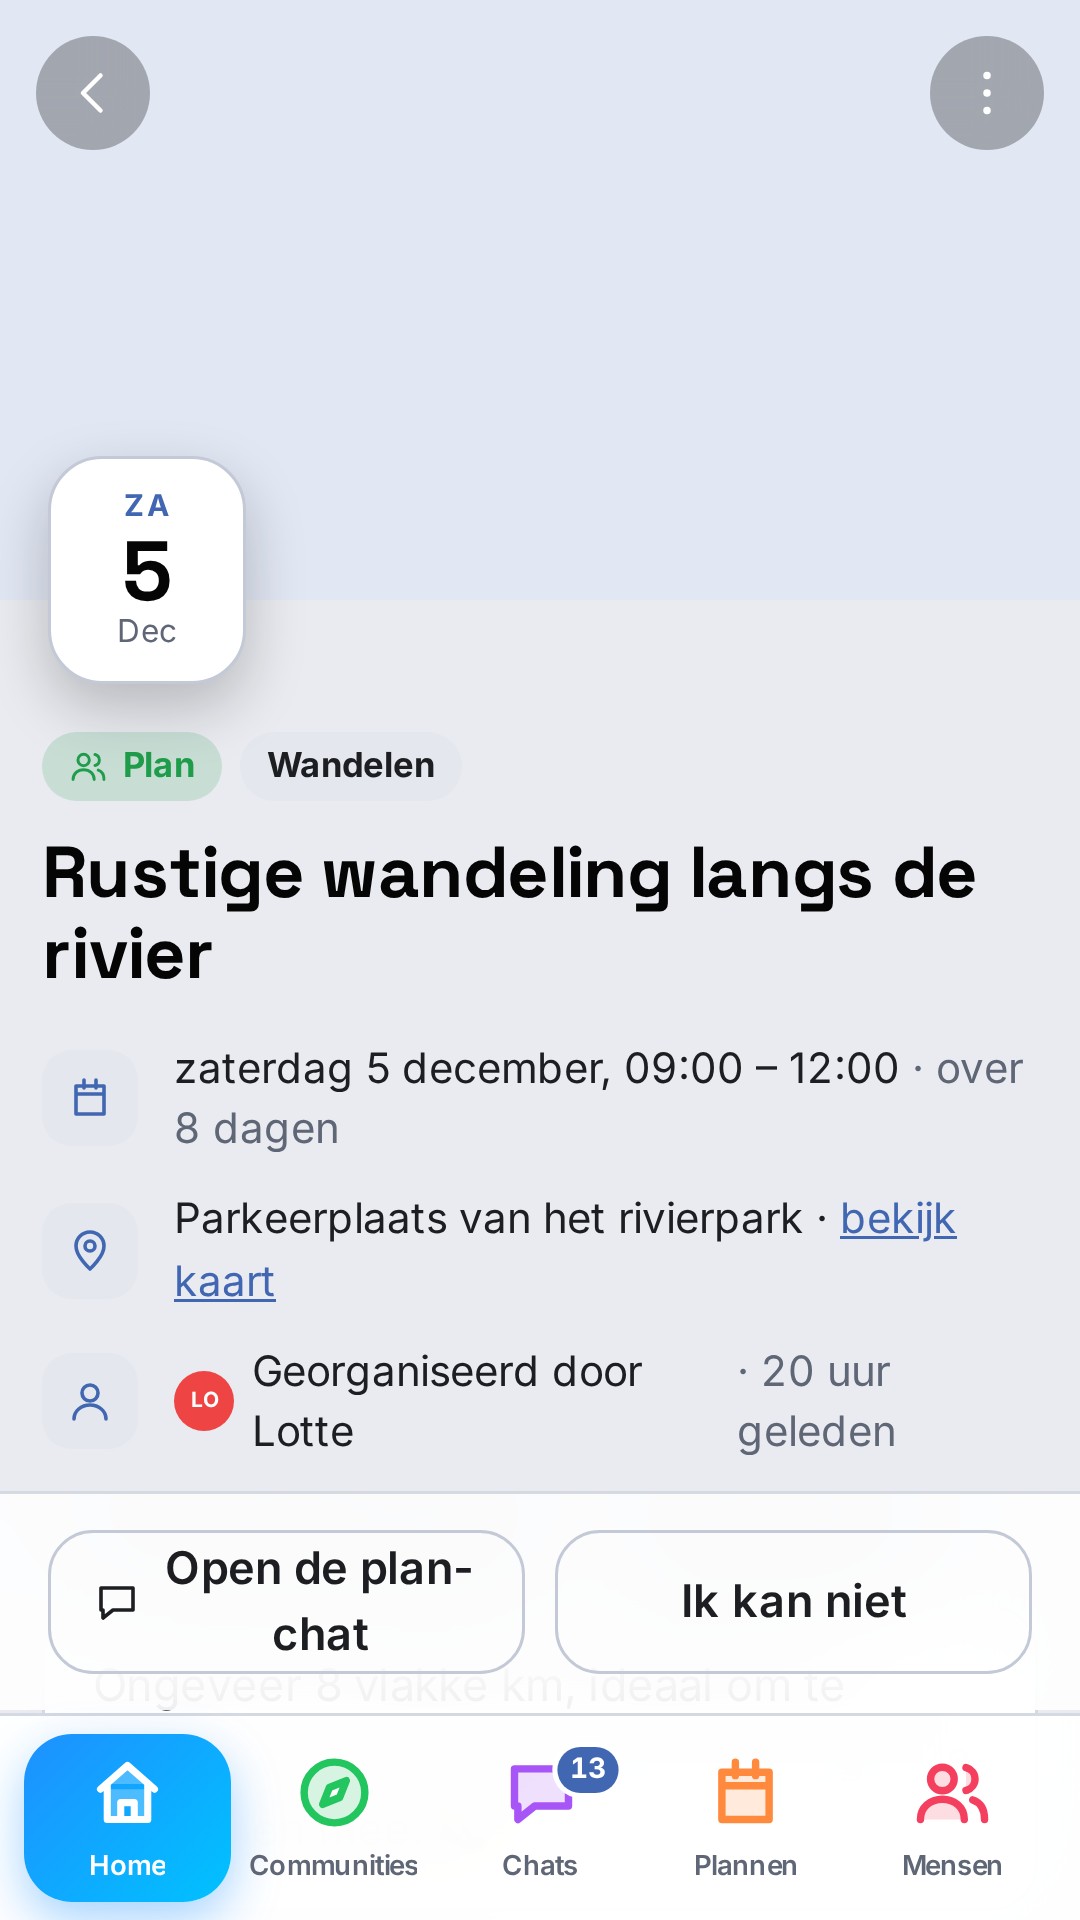 ZA
5
Dec
Plan
Wandelen
Rustige wandeling langs de
rivier
zaterdag 5 december, 09:00 – 12:00 · over
8 dagen
Parkeerplaats van het rivierpark · bekijk
kaart
LO
Georganiseerd door
Lotte
· 20 uur
geleden
Open de plan-
chat
Ik kan niet
Ongeveer 8 vlakke km, ideaal om te
13
Home
Communities
Chats
Plannen
Mensen